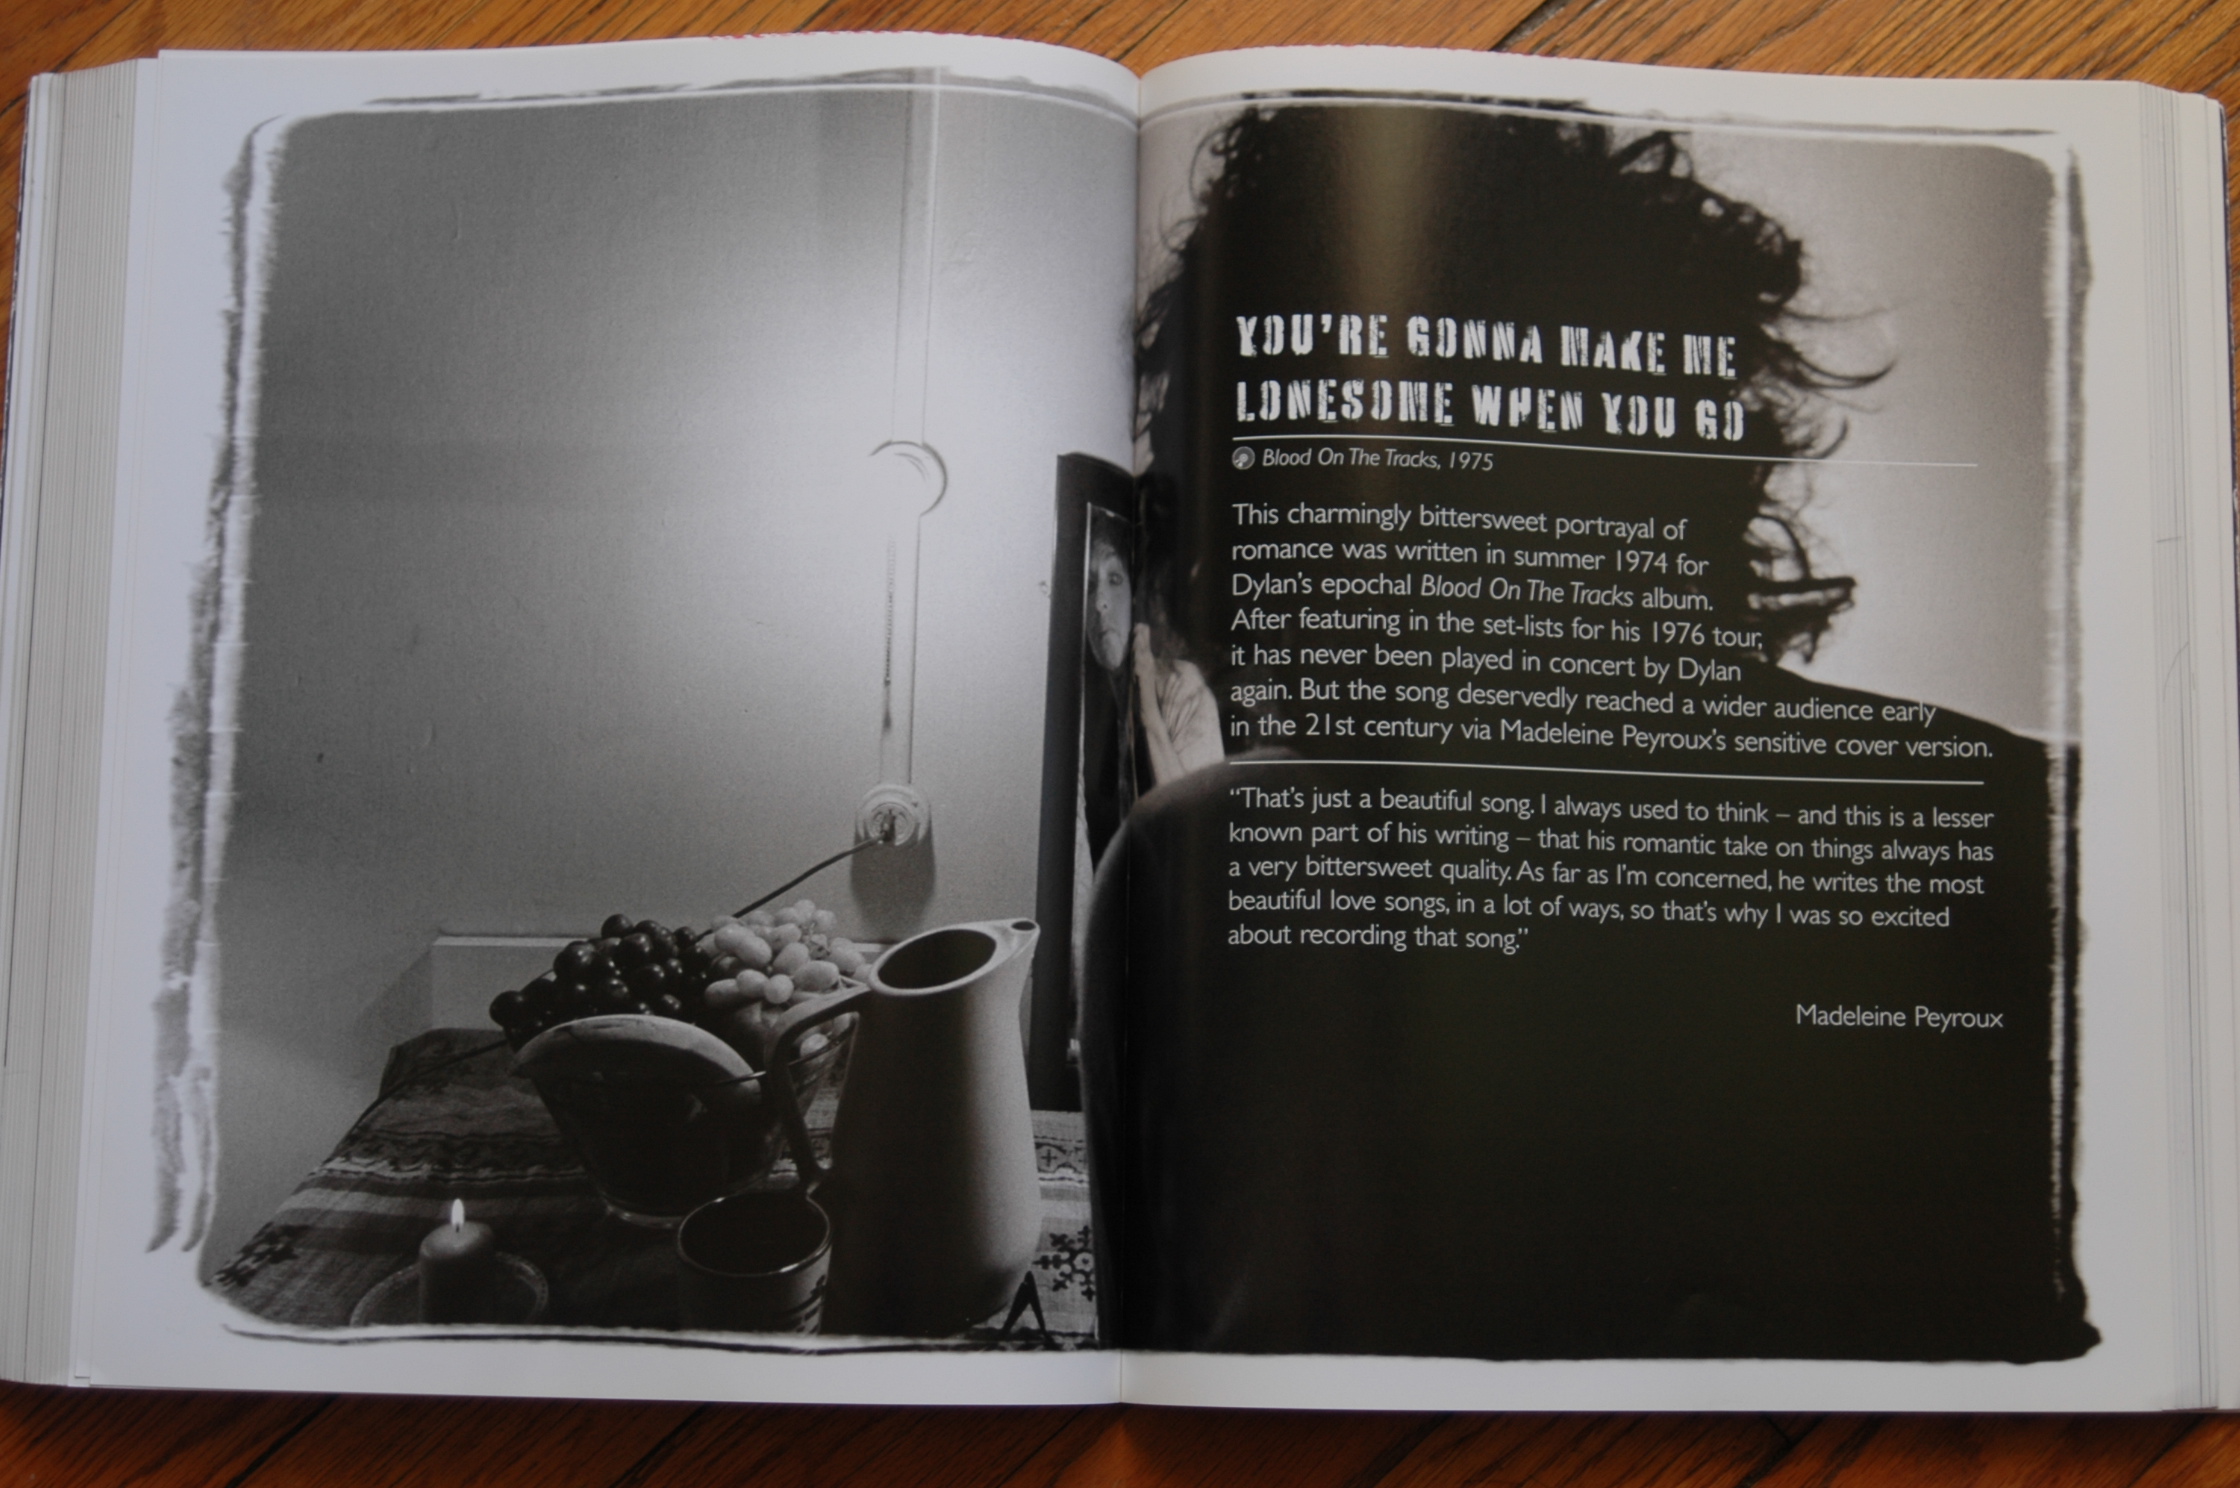 YOU'RE GONNA MAKE ME
LONESOME WHEN YOU GO
Blood On The Tracks, 1975
This charmingly bittersweet portrayal of
romance was written in summer 1974 for
Dylan's epochal Blood On The Tracks album.
After featuring in the set-lists for his 1976 tour,
it has never been played in concert by Dylan
again. But the song deservedly reached a wider audience early
in the 21st century via Madeleine Peyroux's sensitive cover version.
“That's just a beautiful song. I always used to think – and this is a lesser
known part of his writing – that his romantic take on things always has
a very bittersweet quality. As far as I'm concerned, he writes the most
beautiful love songs, in a lot of ways, so that's why I was so excited
about recording that song.”
Madeleine Peyroux